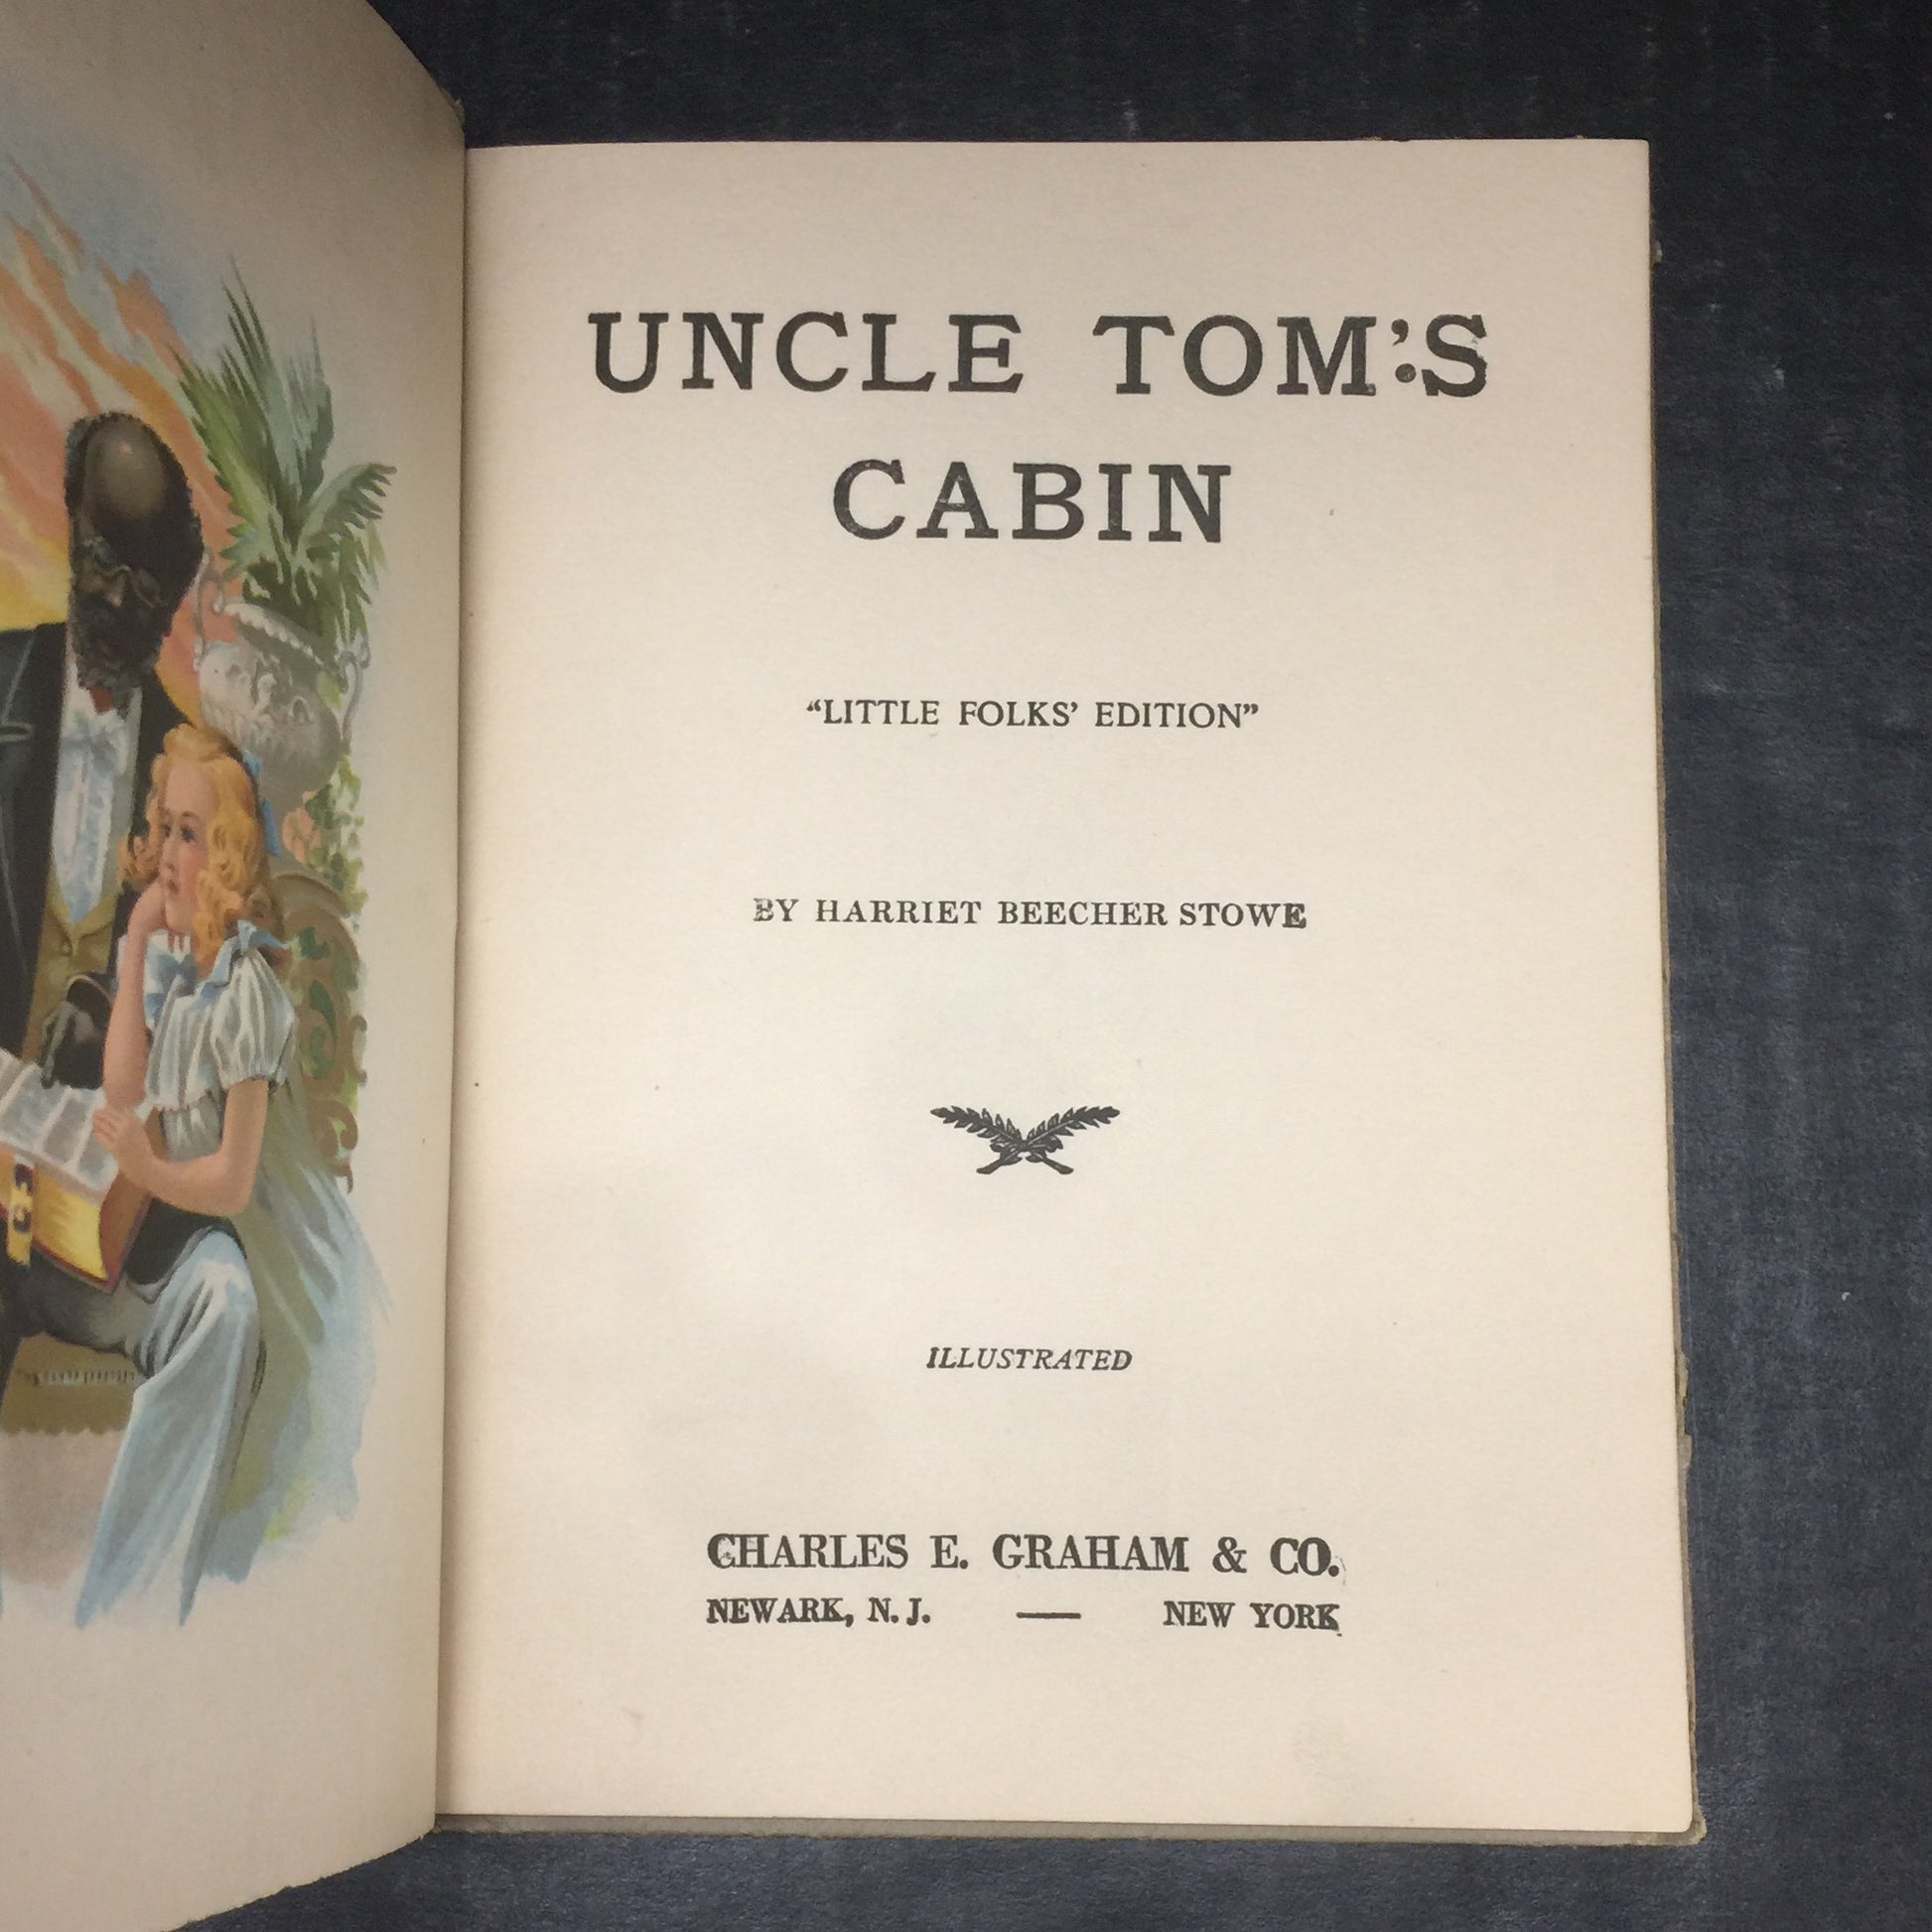 UNCLE TOM'S
CABIN
“LITTLE FOLKS’ EDITION”
BY HARRIET BEECHER STOWE
ILLUSTRATED
CHARLES E. GRAHAM & CO.
NEWARK, N. J. — NEW YORK